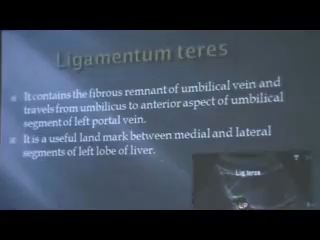 Ligamentum teres
It contains the fibrous remnant of umbilical vein and
travels from umbilicus to anterior aspect of umbilical
segment of left portal vein.
It is a useful land mark between medial and lateral
segments of left lobe of liver.
Lig teres